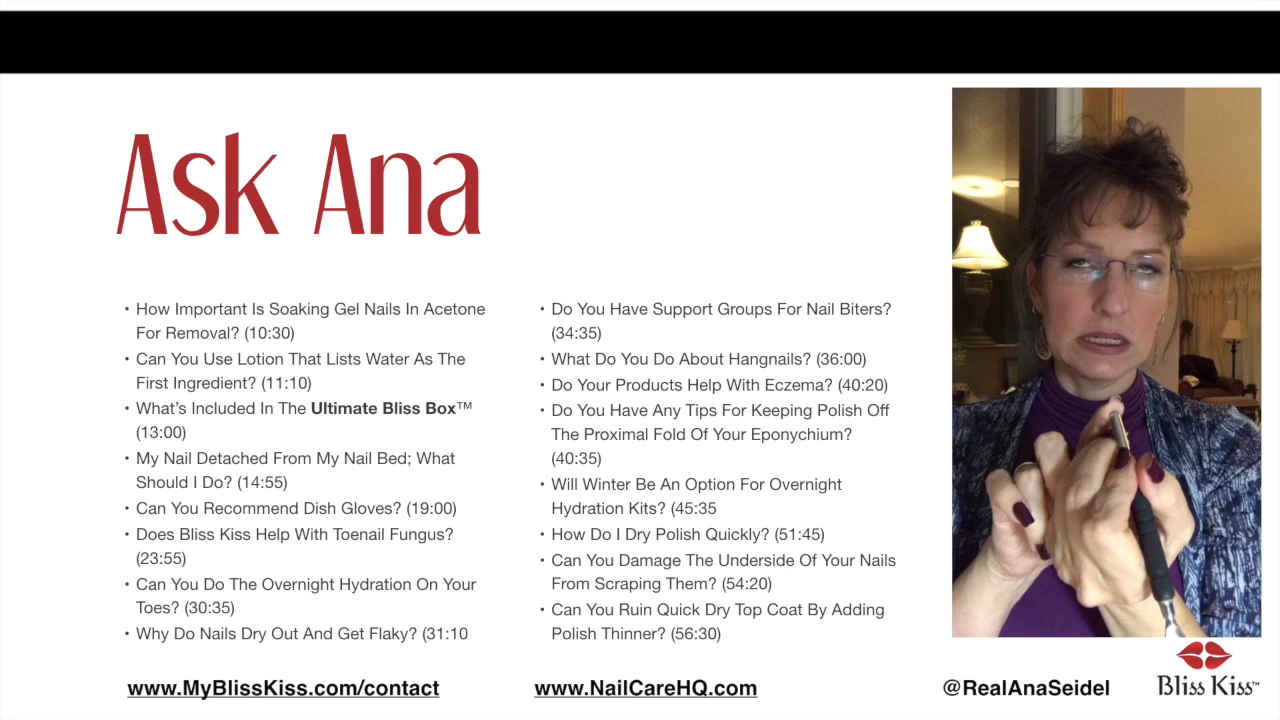 Ask Ana
• How Important Is Soaking Gel Nails In Acetone
For Removal? (10:30)
• Can You Use Lotion That Lists Water As The
First Ingredient? (11:10)
• What’s Included In The Ultimate Bliss Box™
(13:00)
• My Nail Detached From My Nail Bed; What
Should I Do? (14:55)
• Can You Recommend Dish Gloves? (19:00)
• Does Bliss Kiss Help With Toenail Fungus?
(23:55)
• Can You Do The Overnight Hydration On Your
Toes? (30:35)
• Why Do Nails Dry Out And Get Flaky? (31:10
• Do You Have Support Groups For Nail Biters?
(34:35)
• What Do You Do About Hangnails? (36:00)
• Do Your Products Help With Eczema? (40:20)
• Do You Have Any Tips For Keeping Polish Off
The Proximal Fold Of Your Eponychium?
(40:35)
• Will Winter Be An Option For Overnight
Hydration Kits? (45:35
• How Do I Dry Polish Quickly? (51:45)
• Can You Damage The Underside Of Your Nails
From Scraping Them? (54:20)
• Can You Ruin Quick Dry Top Coat By Adding
Polish Thinner? (56:30)
www.MyBlissKiss.com/contact
www.NailCareHQ.com
@RealAnaSeidel
Bliss Kiss™